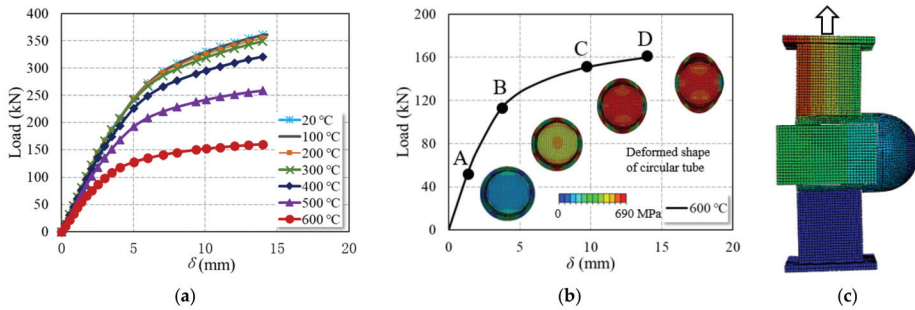 (a)
400
350
300
250
200
150
100
50
0
Load (kN)
0 5 10 15 20
δ (mm)
20 ℃
100 ℃
200 ℃
300 ℃
400 ℃
500 ℃
600 ℃
(a)
(b)
200
160
120
80
40
0
Load (kN)
A
B
C
D
Deformed shape
of circular tube
0
690 MPa
600 ℃
0 5 10 15 20
δ (mm)
(b)
(c)